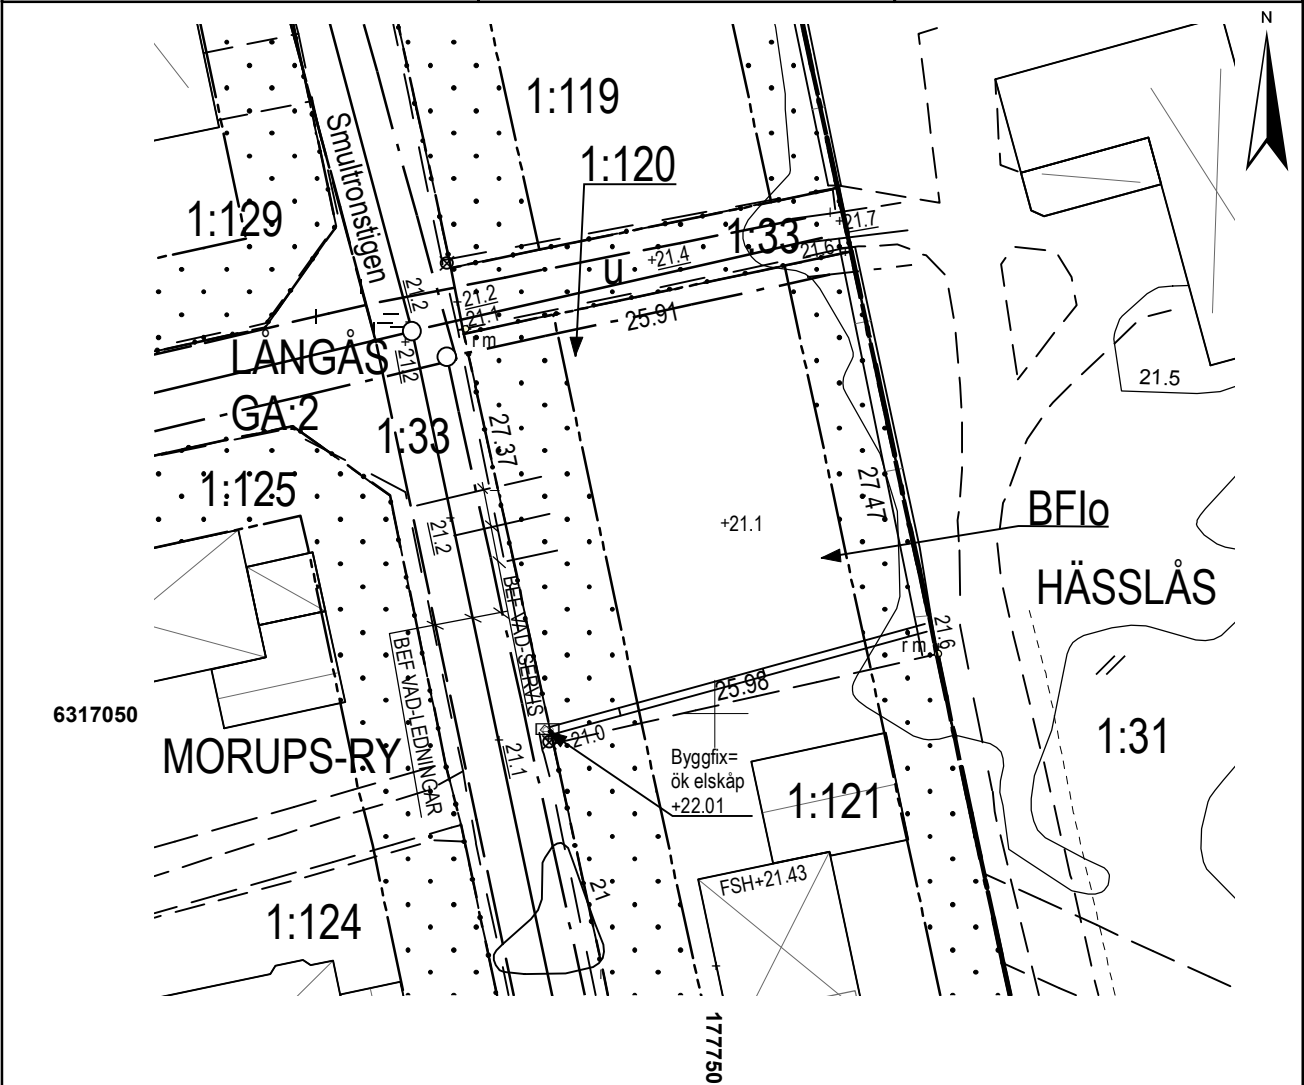 N
1:119
1:120
Smultronstigen
1:129
1:33
+21.7
21.6
+21.4
u
21.2
+21.2
+21.1
25.91
r m
LÅNGÅS
+21.2
GA:2
1:33
27.37
21.5
1:125
27.47
BFlo
+21.1
21.2
HÄSSLÅS
BEF VAD-SERVIS
BEF VAD-LEDNINGAR
21.6
r m
25.98
6317050
21.0
1:31
MORUPS-RY
21.1
Byggfix=
ök elskåp
+22.01
1:121
FSH+21.43
21
1:124
177750